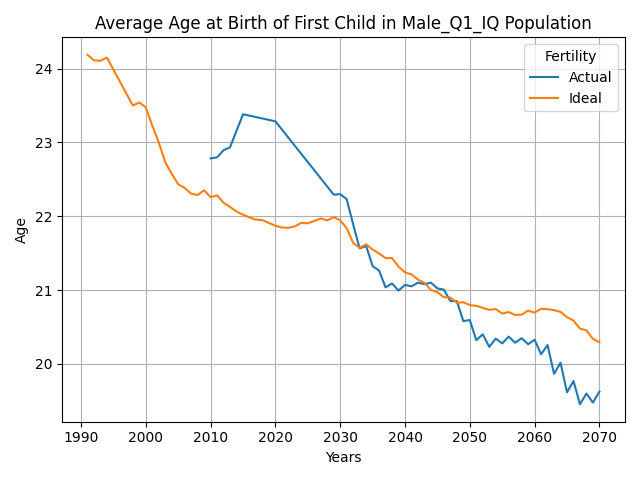 Average Age at Birth of First Child in Male_Q1_IQ Population
Fertility
Actual
Ideal
Age
24
23
22
21
20
1990 2000 2010 2020 2030 2040 2050 2060 2070
Years